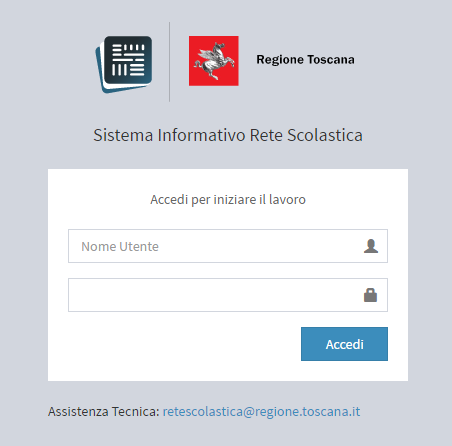 Regione Toscana
Sistema Informativo Rete Scolastica
Accedi per iniziare il lavoro
Nome Utente
Accedi
Assistenza Tecnica: retescolastica@regione.toscana.it